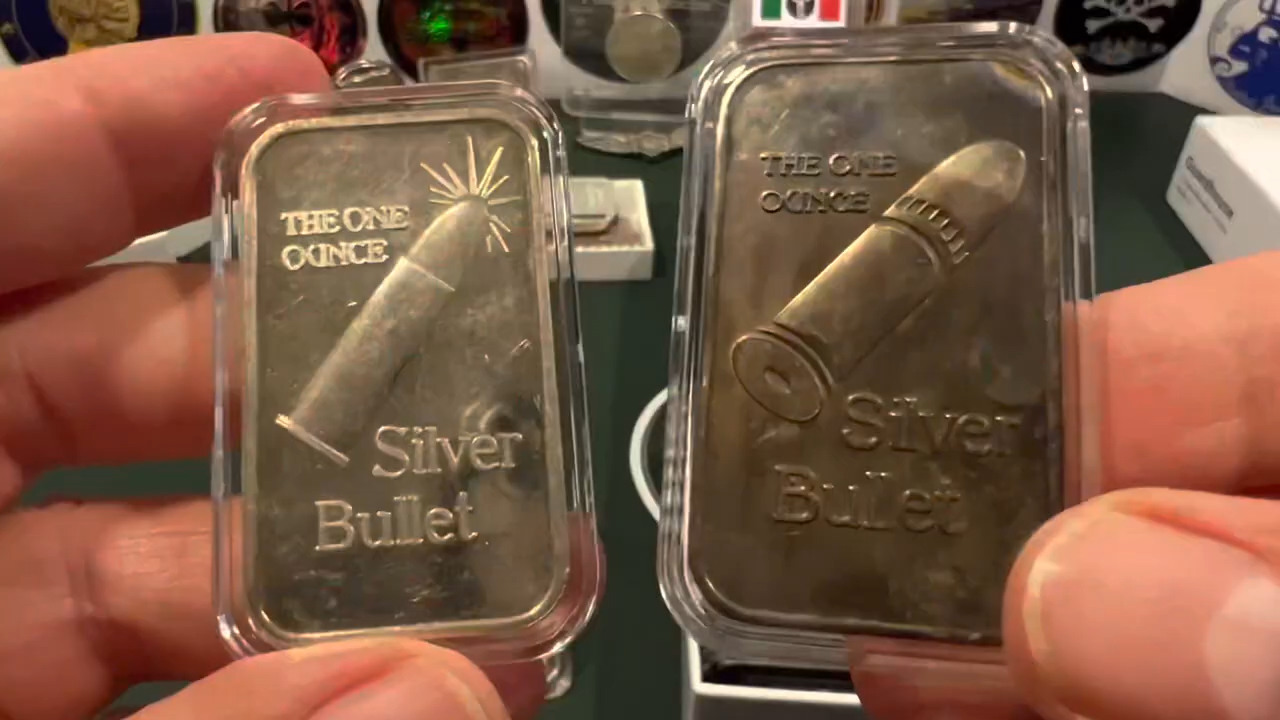 THE ONE
OUNCE
Silver
Bullet
THE ONE
OUNCE
Silver
Bullet